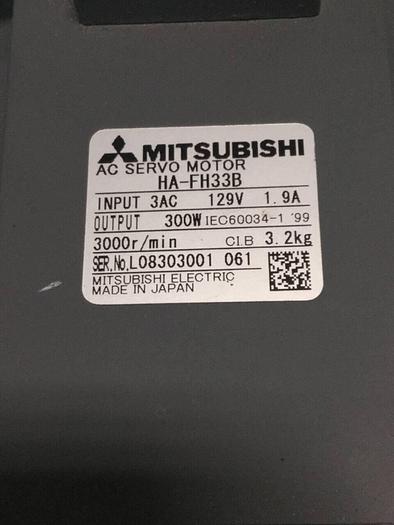 MITSUBISHI
AC SERVO MOTOR
HA-FH33B
INPUT 3AC 129V 1.9A
OUTPUT 300W IEC60034-1 '99
3000r/min CI.B 3.2kg
SER.No.L08303001 061
MITSUBISHI ELECTRIC
MADE IN JAPAN